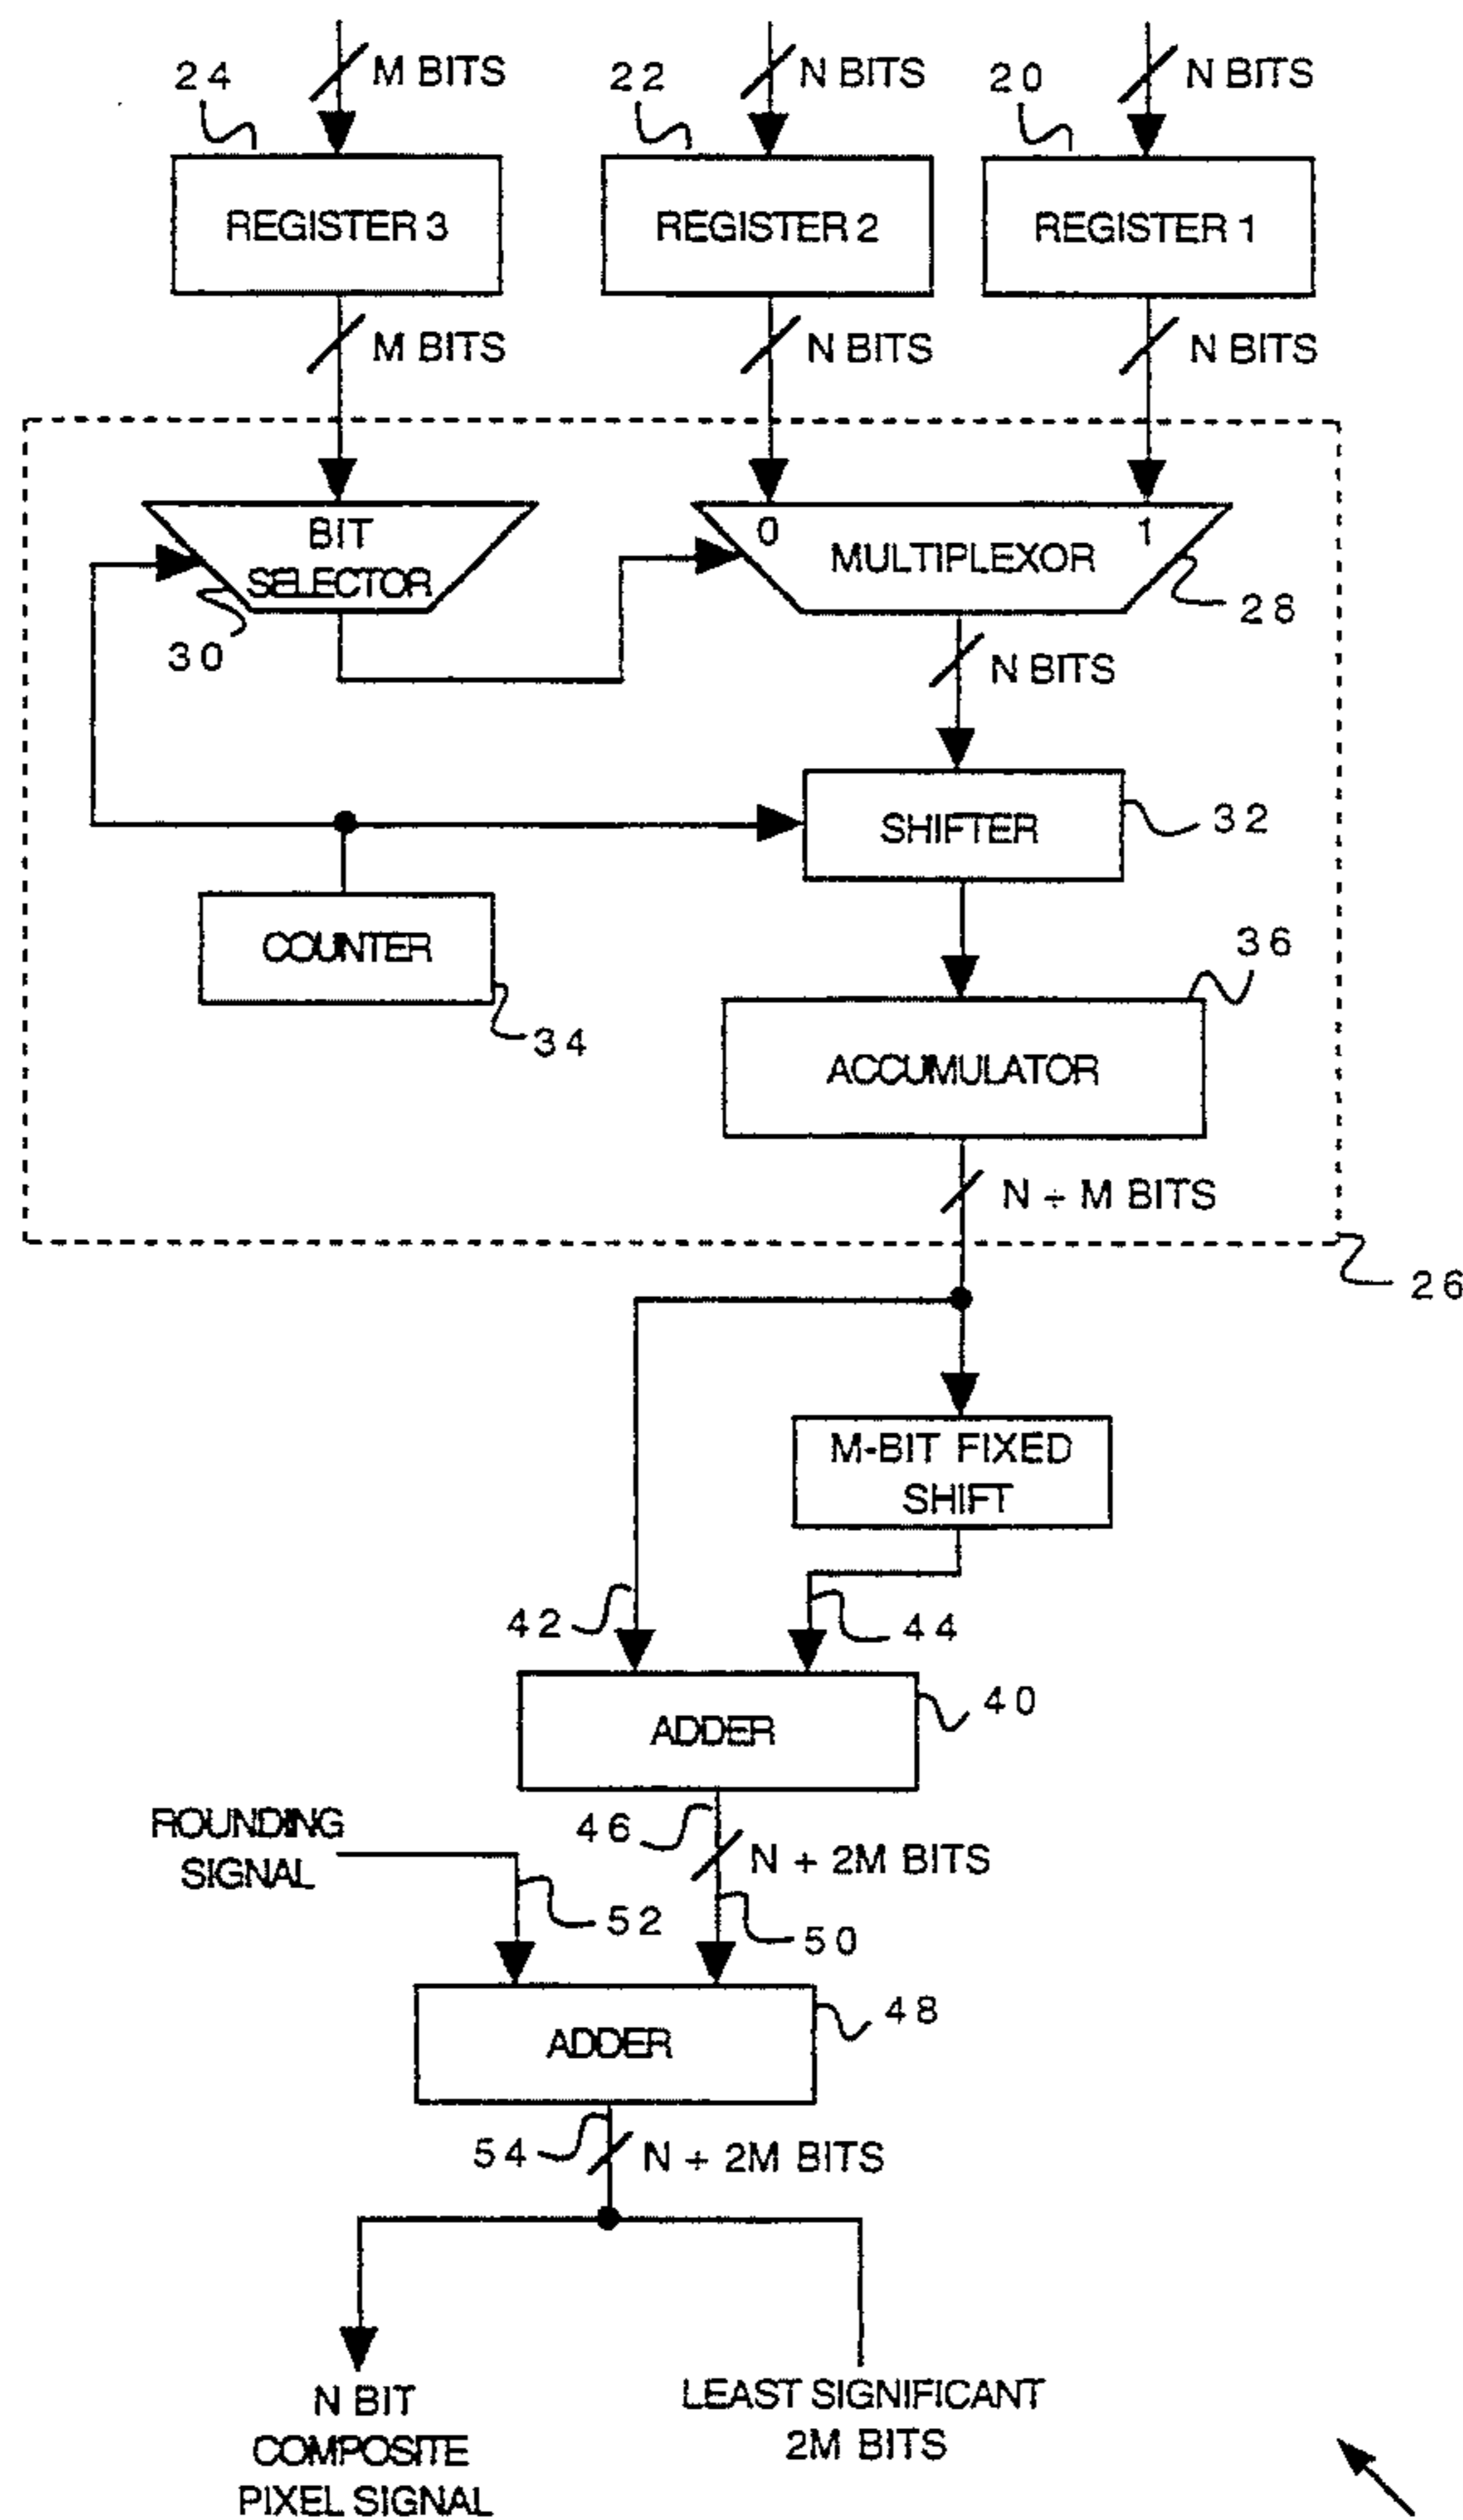 M BITS
N BITS
N BITS
24
22
20
REGISTER 3
REGISTER 2
REGISTER 1
M BITS
N BITS
N BITS
BIT
SELECTOR
0
MULTIPLEXOR
1
28
30
N BITS
SHIFTER
32
COUNTER
34
36
ACCUMULATOR
N + M BITS
26
M-BIT FIXED
SHIFT
42
44
ADDER
40
ROUNDING
SIGNAL
46
N + 2M BITS
52
50
ADDER
48
54
N + 2M BITS
N BIT
COMPOSITE
PIXEL SIGNAL
LEAST SIGNIFICANT
2M BITS